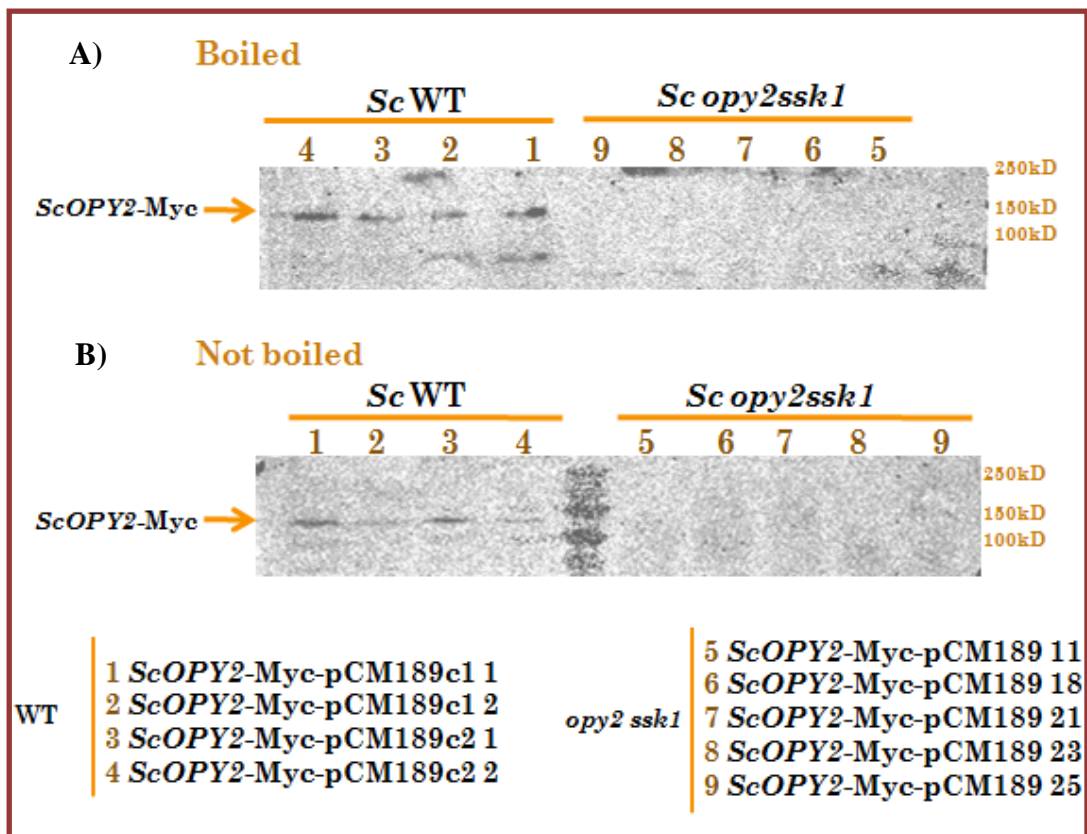 A) Boiled
Sc WT Sc opy2ssk1
4 3 2 1 9 8 7 6 5
250kD
ScOPY2-Myc 150kD
100kD
B) Not boiled
Sc WT Sc opy2ssk1
1 2 3 4 5 6 7 8 9
250kD
ScOPY2-Myc 150kD
100kD
WT
1 ScOPY2-Myc-pCM189c1 1
2 ScOPY2-Myc-pCM189c1 2
3 ScOPY2-Myc-pCM189c2 1
4 ScOPY2-Myc-pCM189c2 2
opy2 ssk1
5 ScOPY2-Myc-pCM189 11
6 ScOPY2-Myc-pCM189 18
7 ScOPY2-Myc-pCM189 21
8 ScOPY2-Myc-pCM189 23
9 ScOPY2-Myc-pCM189 25